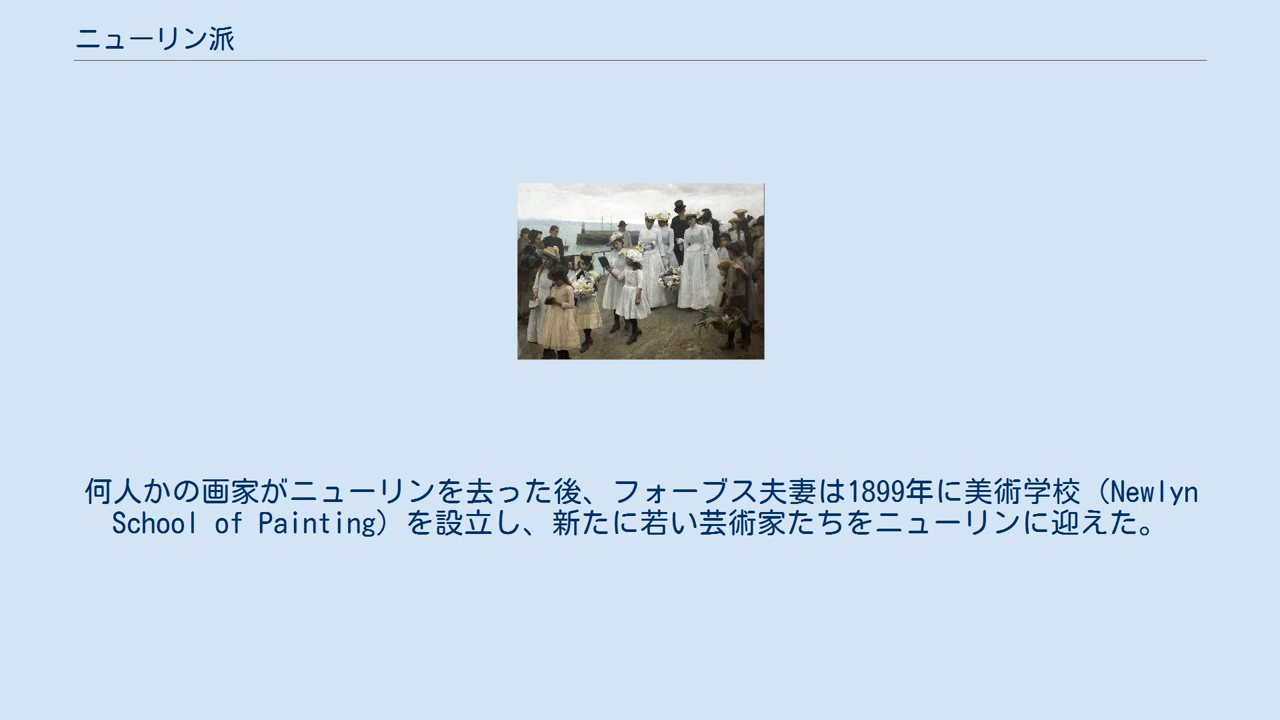 ニューリン派
何人かの画家がニューリンを去った後、フォーブス夫妻は1899年に美術学校（Newlyn
School of Painting）を設立し、新たに若い芸術家たちをニューリンに迎えた。